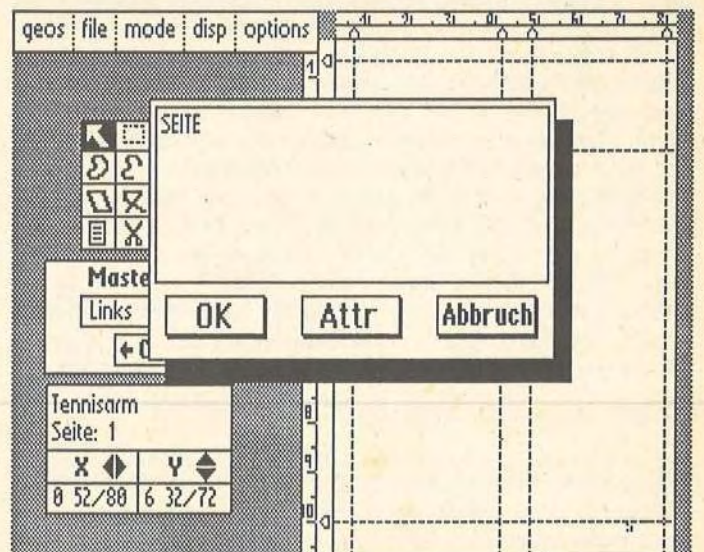 geos file mode disp options
SEITE
Maste
Links
OK Attr Abbruch
Tennisarm
Seite: 1
X Y
0 52/80 6 32/72